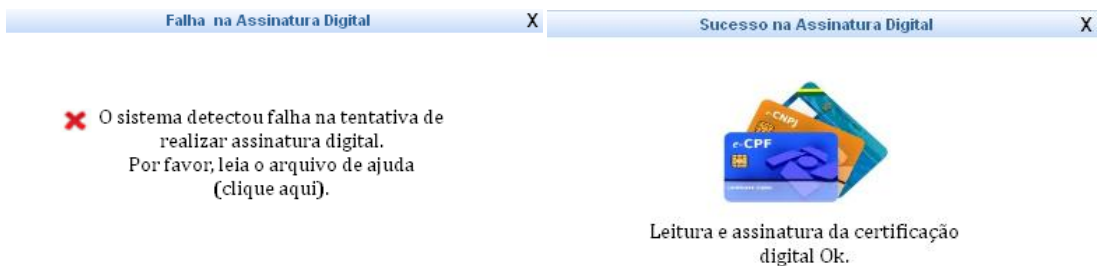 Falha na Assinatura Digital X
O sistema detectou falha na tentativa de
realizar assinatura digital.
Por favor, leia o arquivo de ajuda
(clique aqui).
Sucesso na Assinatura Digital X
e-CNPJ
e-CPF
Leitura e assinatura da certificação
digital Ok.